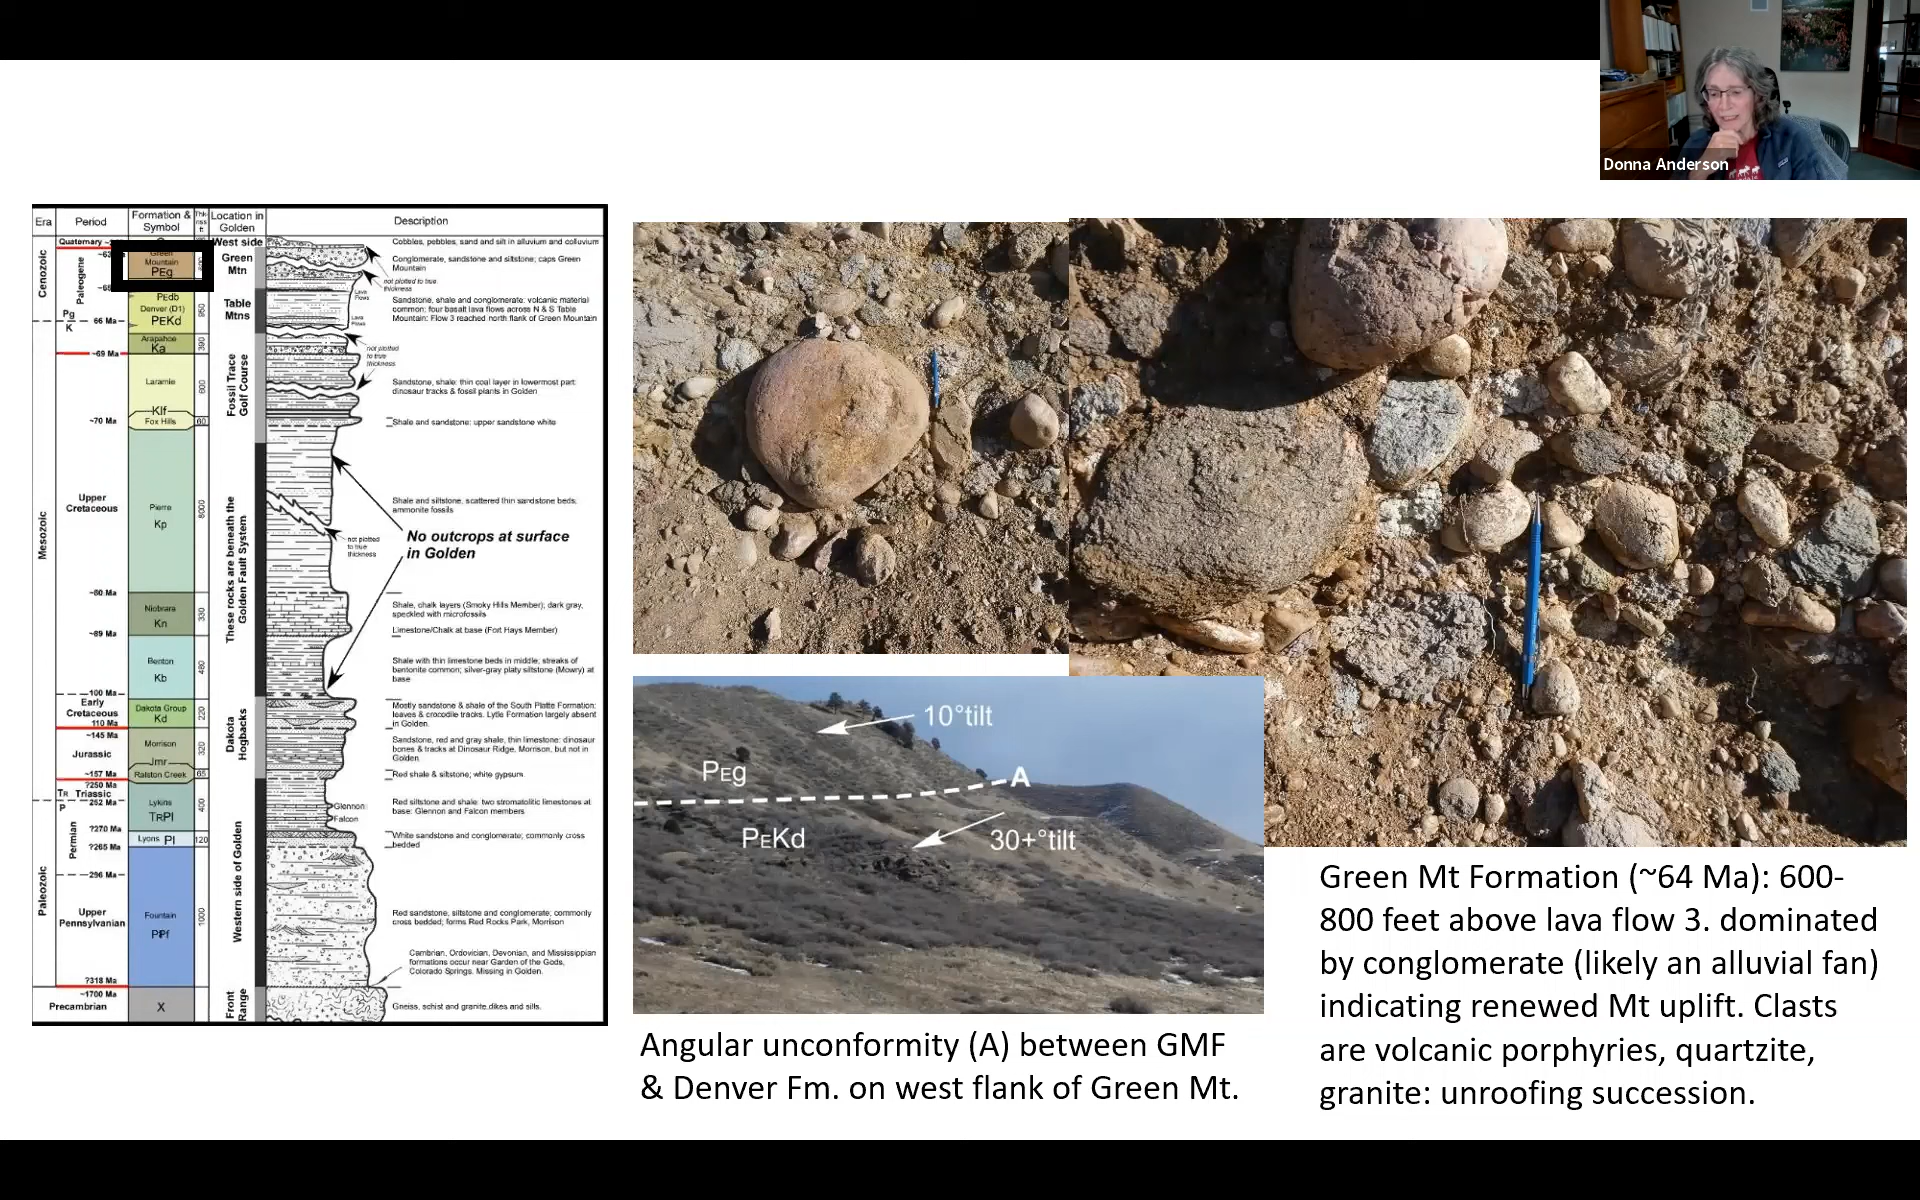 Donna Anderson
Era
Period
Formation &
Symbol
Location in
Golden
Description
Cenozoic
Mesozoic
Paleozoic
Quaternary
Paleogene
Pg
K
66 Ma
~69 Ma
~70 Ma
Upper
Cretaceous
~80 Ma
~89 Ma
100 Ma
Early
Cretaceous
110 Ma
~145 Ma
Jurassic
~157 Ma
?250 Ma
TR Triassic
252 Ma
P
Permian
?270 Ma
?265 Ma
296 Ma
Upper
Pennsylvanian
?318 Ma
~1700 Ma
Precambrian
Green
Mountain
PEg
PEdb
Denver (D1)
PEKd
Arapahoe
Ka
Laramie
Klf
Fox Hills
Pierre
Kp
Niobrara
Kn
Benton
Kb
Dakota Group
Kd
Morrison
Jmr
Ralston Creek
Lykins
TRPl
Lyons Pl
Fountain
PPf
X
950
390
600
60
8000
330
480
220
320
65
400
120
1000
West side
Green
Mtn
Table
Mtns
Fossil Trace
Golf Course
These rocks are beneath the
Golden Fault System
Dakota
Hogbacks
Western side of Golden
Front
Range
Cobbles, pebbles, sand and silt in alluvium and colluvium
Conglomerate, sandstone and siltstone; caps Green
Mountain
not plotted to true
thickness
Lava
Flows
Sandstone, shale and conglomerate: volcanic material
common; four basalt lava flows across N & S Table
Mountain: Flow 3 reached north flank of Green Mountain
Lava
Flows
not plotted
to true
thickness
Sandstone, shale: thin coal layer in lowermost part:
dinosaur tracks & fossil plants in Golden
Shale and sandstone: upper sandstone white
Shale and siltstone, scattered thin sandstone beds,
ammonite fossils
No outcrops at surface
in Golden
not plotted
to true
thickness
Shale, chalk layers (Smoky Hills Member); dark gray,
speckled with microfossils
Limestone/Chalk at base (Fort Hays Member)
Shale with thin limestone beds in middle; streaks of
bentonite common; silver-gray platy siltstone (Mowry) at
base
Mostly sandstone & shale of the South Platte Formation:
leaves & crocodile tracks. Lytle Formation largely absent
in Golden.
Sandstone, red and gray shale, thin limestone: dinosaur
bones & tracks at Dinosaur Ridge, Morrison, but not in
Golden.
Red shale & siltstone; white gypsum
Glennon
Falcon
Red siltstone and shale: two stromatolitic limestones at
base: Glennon and Falcon members
White sandstone and conglomerate; commonly cross
bedded
Red sandstone, siltstone and conglomerate; commonly
cross bedded; forms Red Rocks Park, Morrison
Cambrian, Ordovician, Devonian, and Mississippian
formations occur near Garden of the Gods,
Colorado Springs. Missing in Golden.
Gneiss, schist and granite,dikes and sills.
10°tilt
PEg
A
PEKd
30+°tilt
Angular unconformity (A) between GMF
& Denver Fm. on west flank of Green Mt.
Green Mt Formation (~64 Ma): 600-
800 feet above lava flow 3. dominated
by conglomerate (likely an alluvial fan)
indicating renewed Mt uplift. Clasts
are volcanic porphyries, quartzite,
granite: unroofing succession.